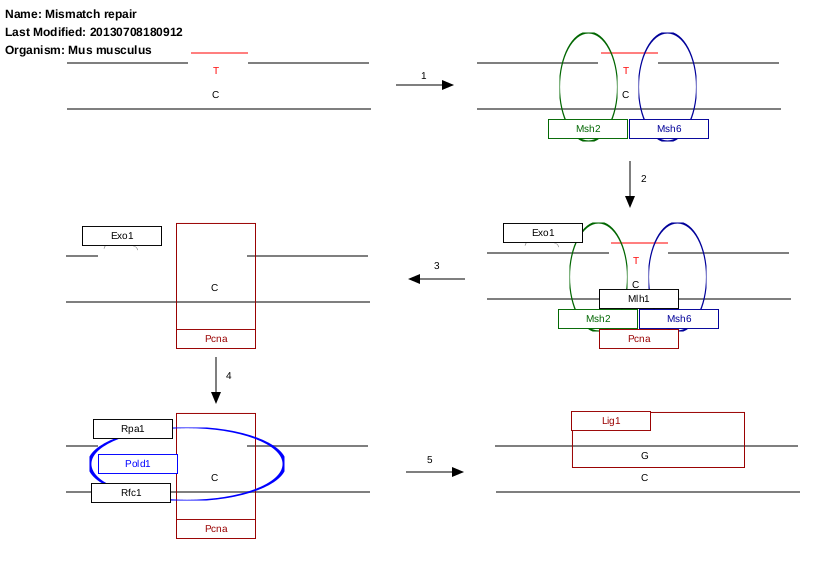 Name: Mismatch repair
Last Modified: 20130708180912
Organism: Mus musculus
T
C
1
T
C
Msh2
Msh6
2
Exo1
C
Pcna
3
Exo1
T
C
Mlh1
Msh2
Msh6
Pcna
4
Rpa1
Pold1
C
Rfc1
Pcna
5
Lig1
G
C